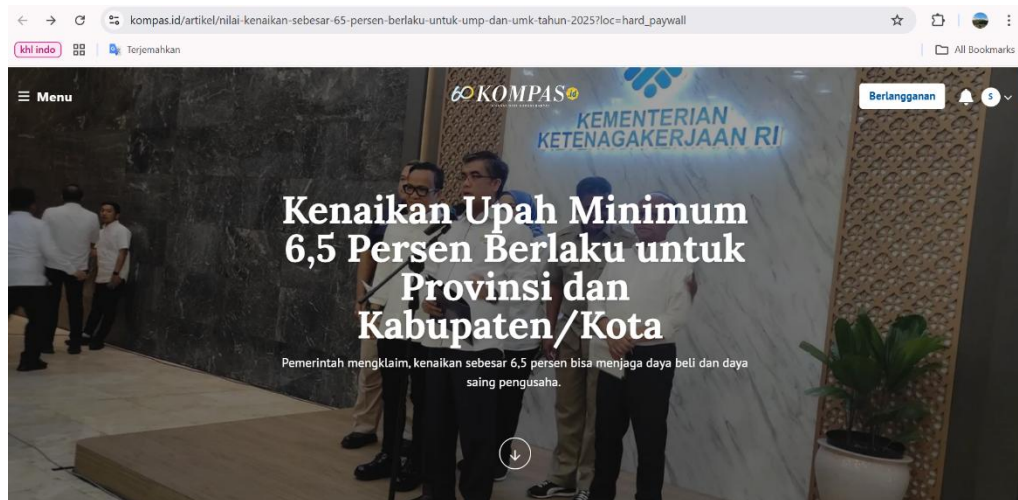 kompas.id/artikel/nilai-kenaikan-sebesar-65-persen-berlaku-untuk-ump-dan-umk-tahun-2025?loc=hard_paywall
khl indo
Terjemahkan
All Bookmarks
Menu
60 KOMPAS.id
Berlangganan
S
KEMENTERIAN
KETENAGAKERJAAN RI
Kenaikan Upah Minimum
6,5 Persen Berlaku untuk
Provinsi dan
Kabupaten/Kota
Pemerintah mengklaim, kenaikan sebesar 6,5 persen bisa menjaga daya beli dan daya
saing pengusaha.